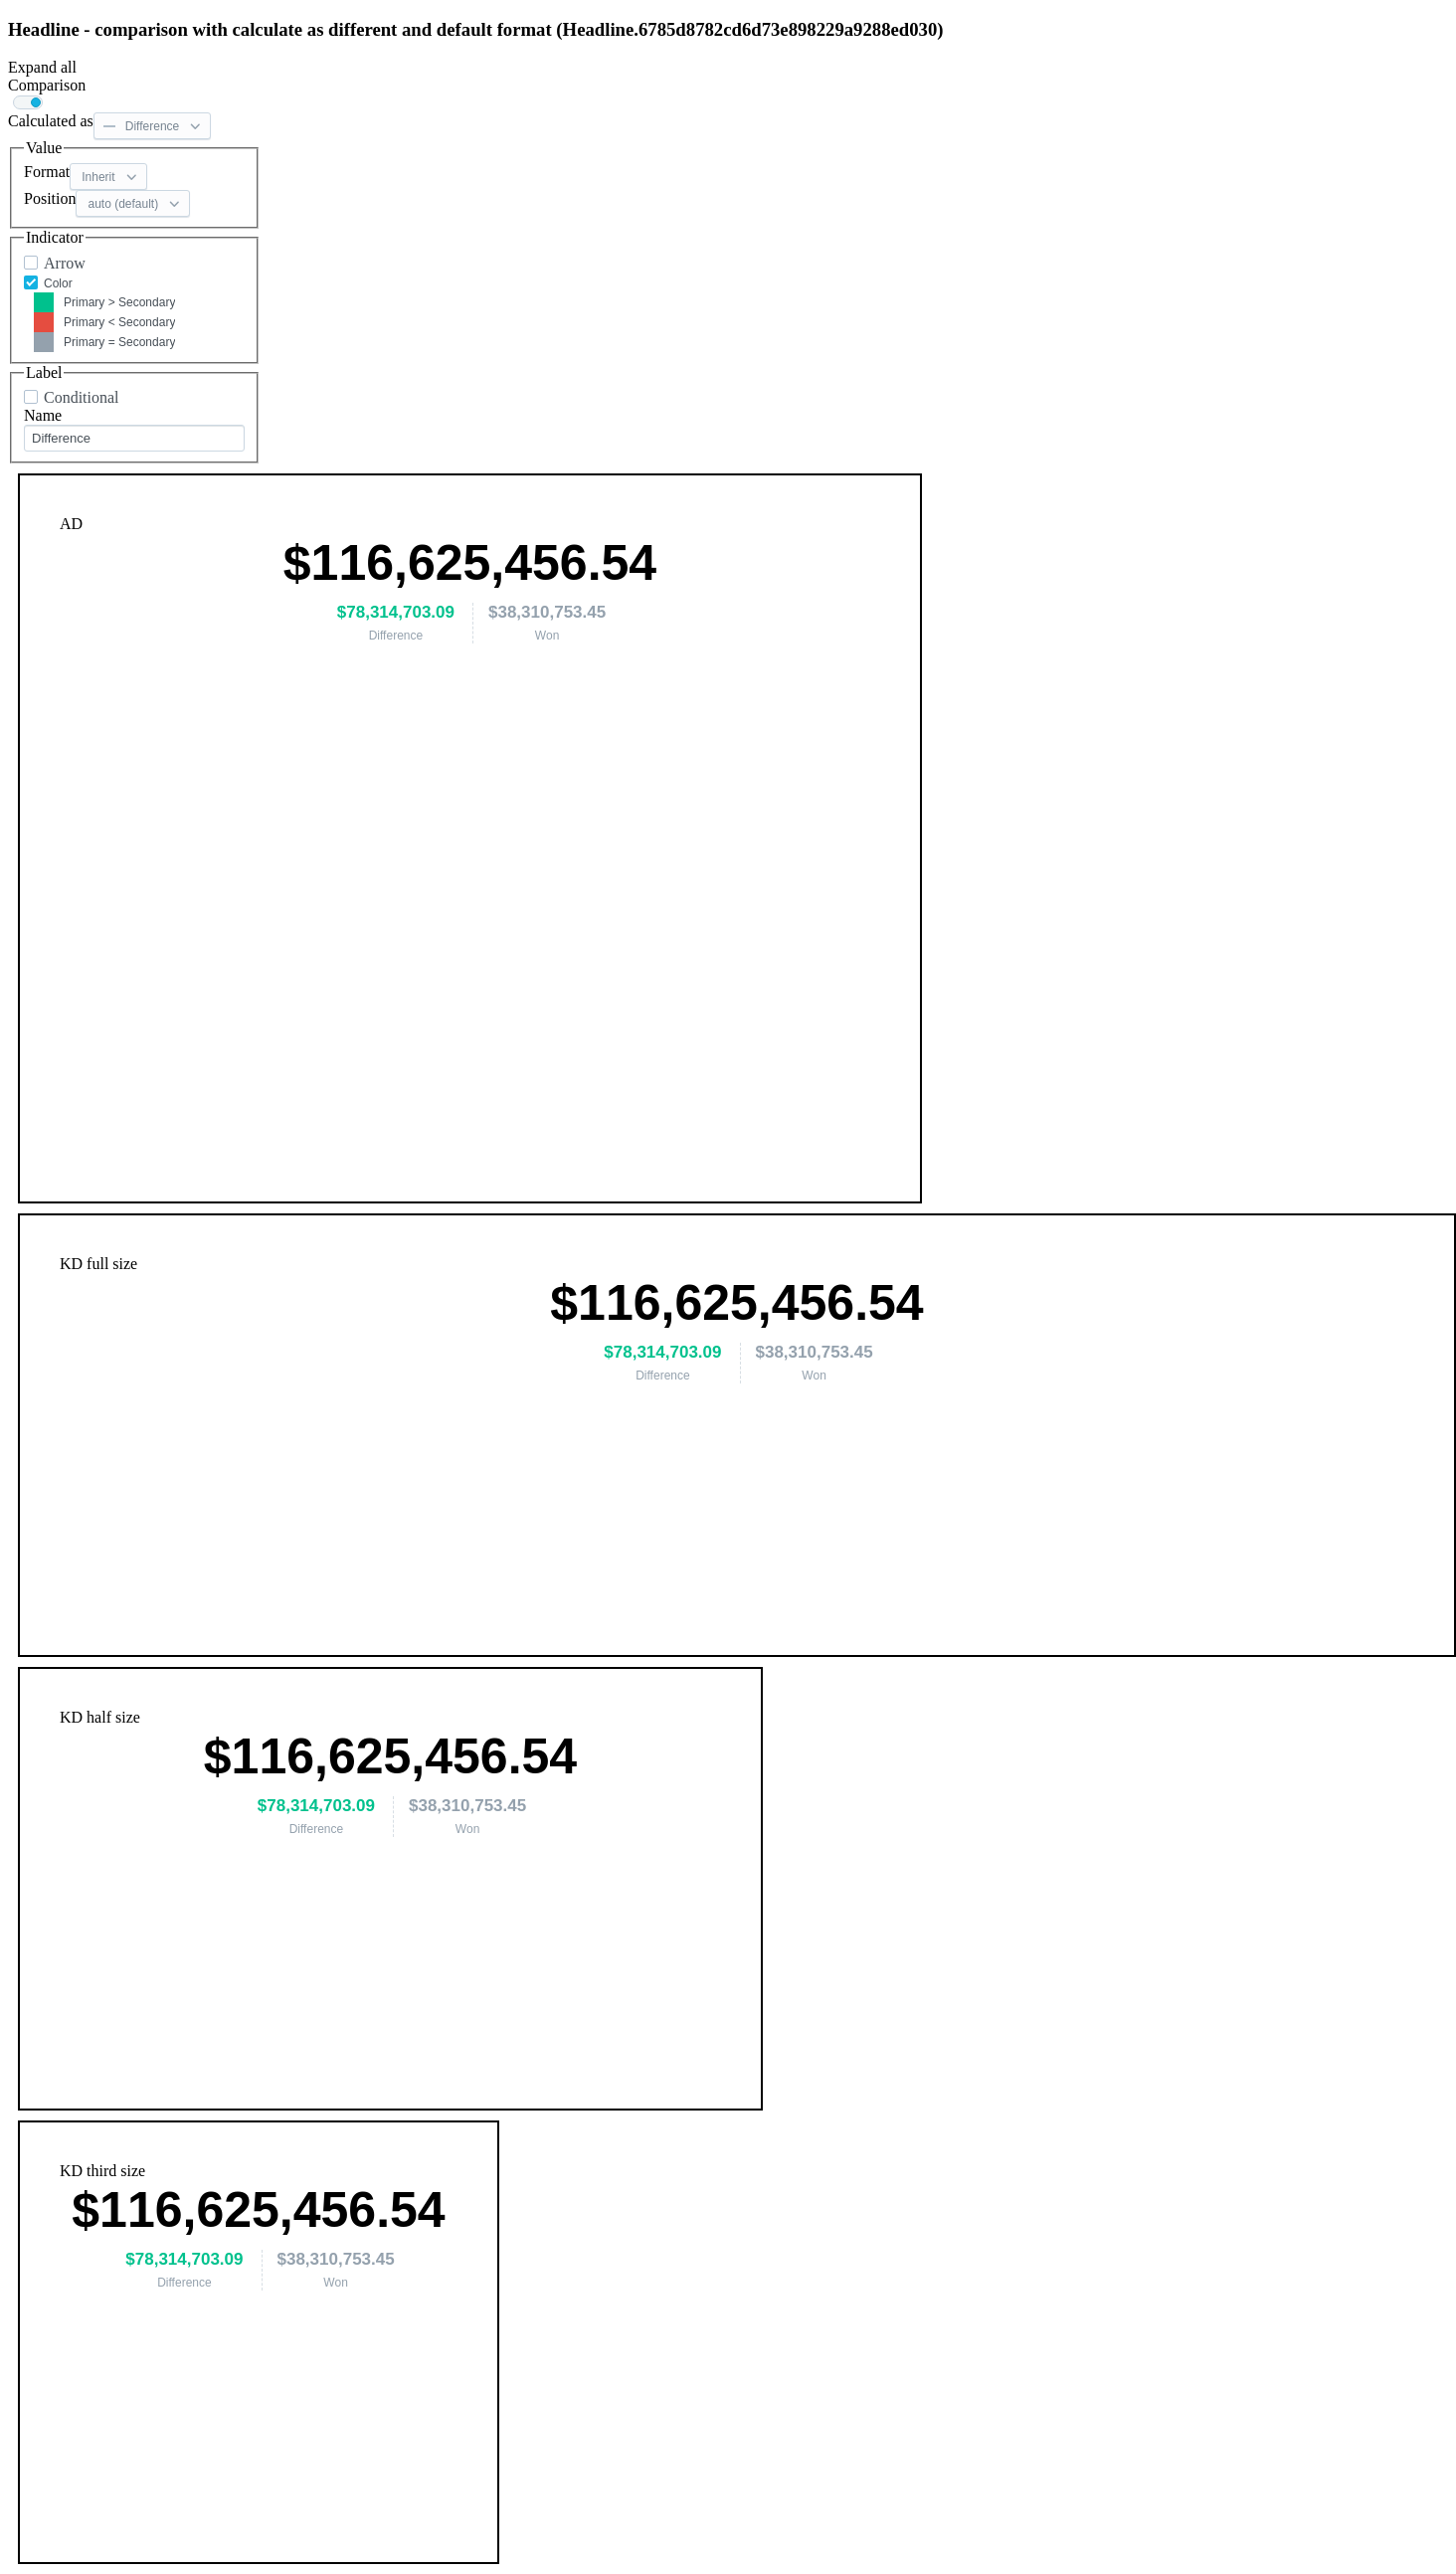 Headline - comparison with calculate as different and default format (Headline.6785d8782cd6d73e898229a9288ed030)
Expand all
Comparison
Calculated as Difference
Value
Format Inherit
Position auto (default)
Indicator
Arrow
Color
Primary > Secondary
Primary < Secondary
Primary = Secondary
Label
Conditional
Name
Difference
AD
$116,625,456.54
$78,314,703.09 $38,310,753.45
Difference Won
KD full size
$116,625,456.54
$78,314,703.09 $38,310,753.45
Difference Won
KD half size
$116,625,456.54
$78,314,703.09 $38,310,753.45
Difference Won
KD third size
$116,625,456.54
$78,314,703.09 $38,310,753.45
Difference Won